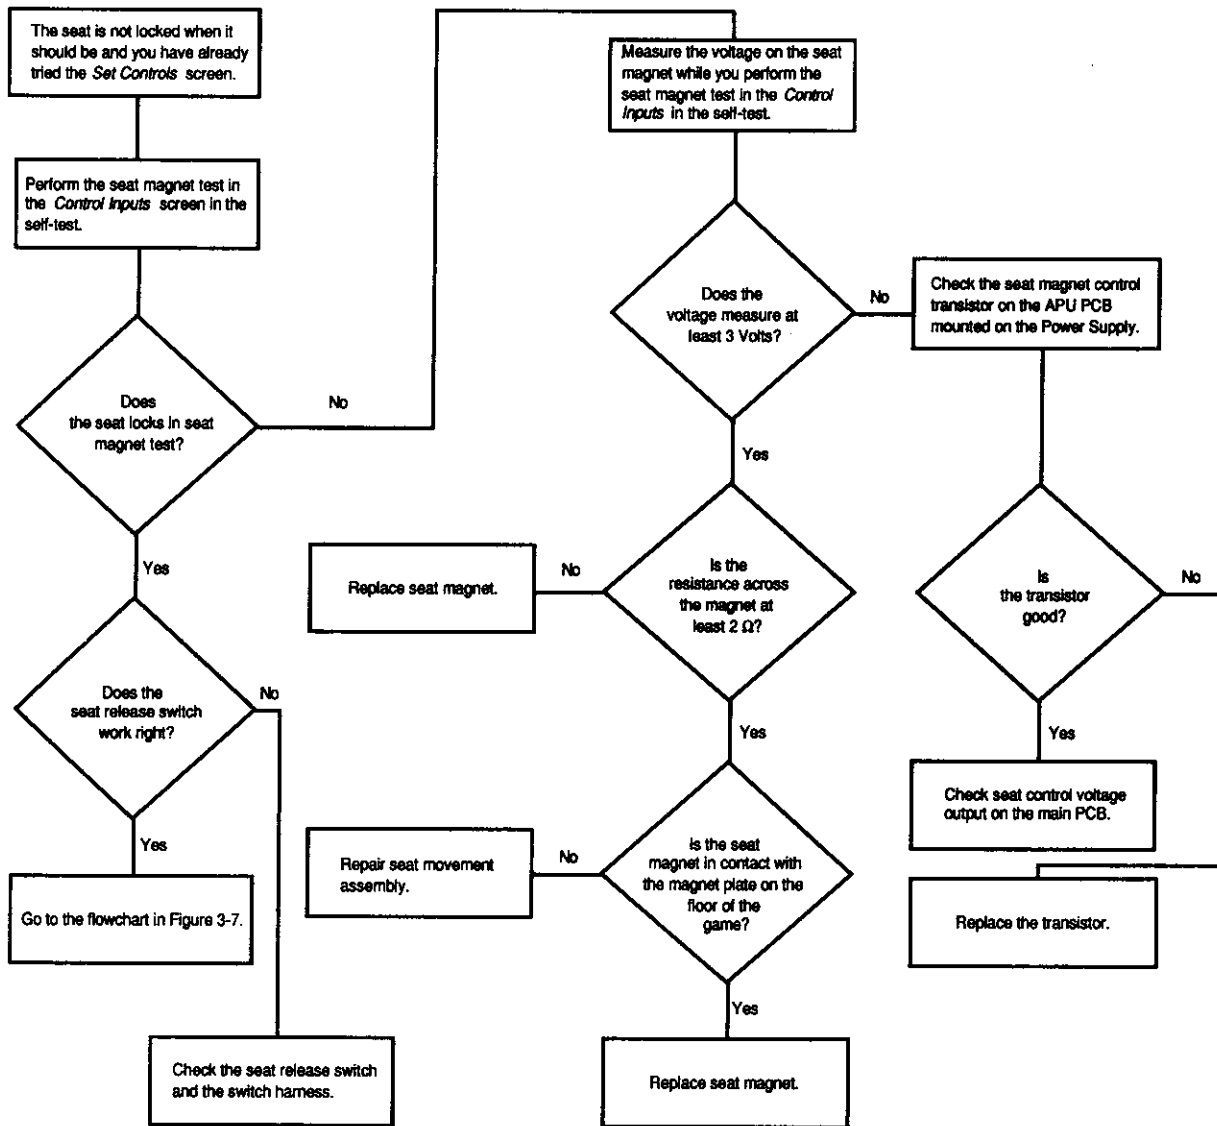 The seat is not locked when it
should be and you have already
tried the Set Controls screen.
Perform the seat magnet test in
the Control Inputs screen in the
self-test.
Does
the seat locks in seat
magnet test?
No
Yes
Does the
seat release switch
work right?
No
Yes
Go to the flowchart in Figure 3-7.
Check the seat release switch
and the switch harness.
Measure the voltage on the seat
magnet while you perform the
seat magnet test in the Control
Inputs in the self-test.
Does the
voltage measure at
least 3 Volts?
No
Yes
Is the
resistance across
the magnet at
least 2 Ω?
No
Replace seat magnet.
Yes
Is the seat
magnet in contact with
the magnet plate on the
floor of the
game?
No
Repair seat movement
assembly.
Yes
Replace seat magnet.
Check the seat magnet control
transistor on the APU PCB
mounted on the Power Supply.
Is
the transistor
good?
No
Yes
Check seat control voltage
output on the main PCB.
Replace the transistor.